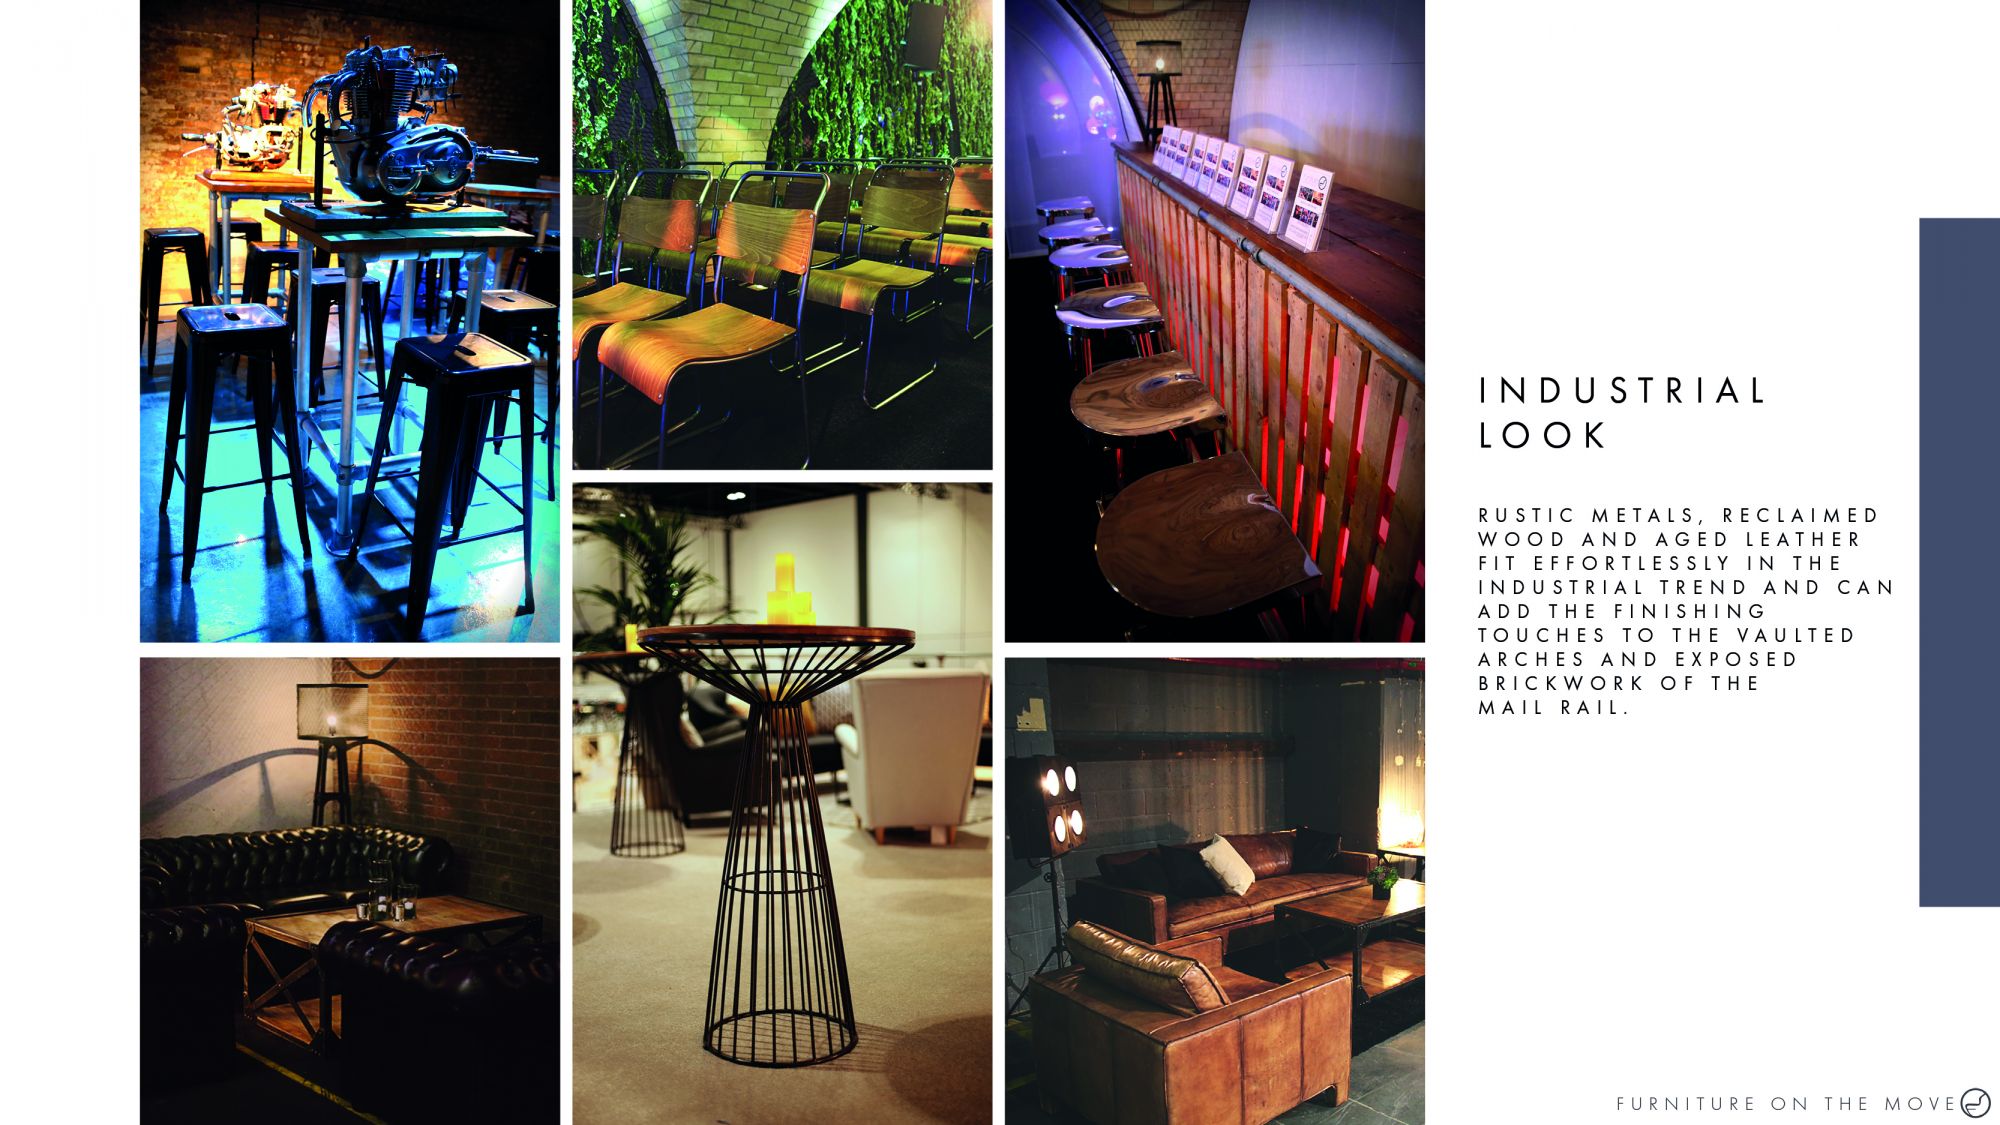 INDUSTRIAL
LOOK
RUSTIC METALS, RECLAIMED
WOOD AND AGED LEATHER
FIT EFFORTLESSLY IN THE
INDUSTRIAL TREND AND CAN
ADD THE FINISHING
TOUCHES TO THE VAULTED
ARCHES AND EXPOSED
BRICKWORK OF THE
MAIL RAIL.
FURNITURE ON THE MOVE